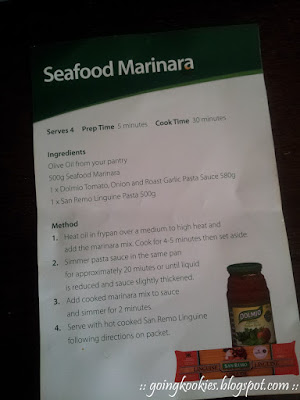 Seafood Marinara
Serves 4 Prep Time 5 minutes Cook Time 30 minutes
Ingredients
Olive Oil from your pantry
500g Seafood Marinara
1 x Dolmio Tomato, Onion and Roast Garlic Pasta Sauce 580g
1 x San Remo Linguine Pasta 500g
Method
1. Heat oil in frypan over a medium to high heat and
add the marinara mix. Cook for 4-5 minutes then set aside.
2. Simmer pasta sauce in the same pan
for approximately 20 miutes or until liquid
is reduced and sauce slightly thickened.
3. Add cooked marinara mix to sauce
and simmer for 2 minutes.
4. Serve with hot cooked San Remo Linguine
following directions on packet.
DOLMIO
:: goingkookies.blogspot.com ::